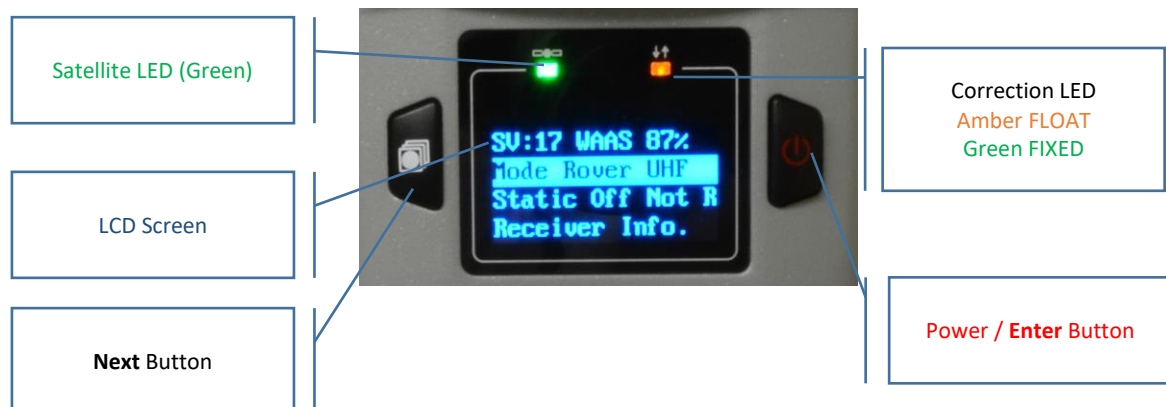 Satellite LED (Green)
LCD Screen
Next Button
SV:17 WAAS 87%
Mode Rover UHF
Static Off Not R
Receiver Info.
Correction LED
Amber FLOAT
Green FIXED
Power / Enter Button